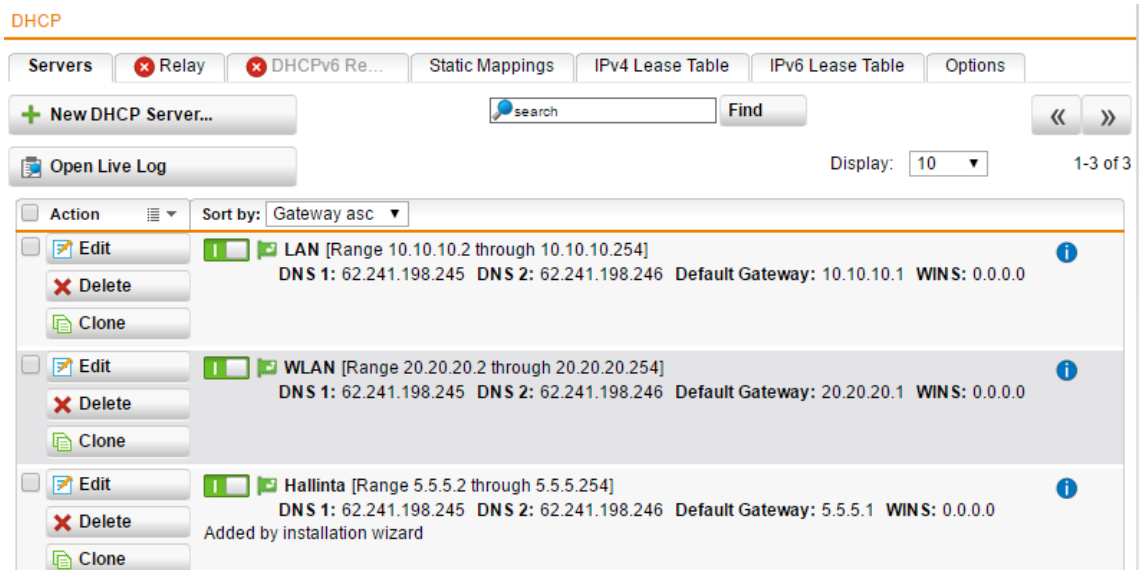 DHCP
Servers Relay DHCPv6 Re... Static Mappings IPv4 Lease Table IPv6 Lease Table Options
New DHCP Server... search Find
Open Live Log Display: 10 1-3 of 3
Action Sort by: Gateway asc
Edit LAN [Range 10.10.10.2 through 10.10.10.254]
DNS 1: 62.241.198.245 DNS 2: 62.241.198.246 Default Gateway: 10.10.10.1 WINS: 0.0.0.0
Delete
Clone
Edit WLAN [Range 20.20.20.2 through 20.20.20.254]
DNS 1: 62.241.198.245 DNS 2: 62.241.198.246 Default Gateway: 20.20.20.1 WINS: 0.0.0.0
Delete
Clone
Edit Hallinta [Range 5.5.5.2 through 5.5.5.254]
DNS 1: 62.241.198.245 DNS 2: 62.241.198.246 Default Gateway: 5.5.5.1 WINS: 0.0.0.0
Delete Added by installation wizard
Clone